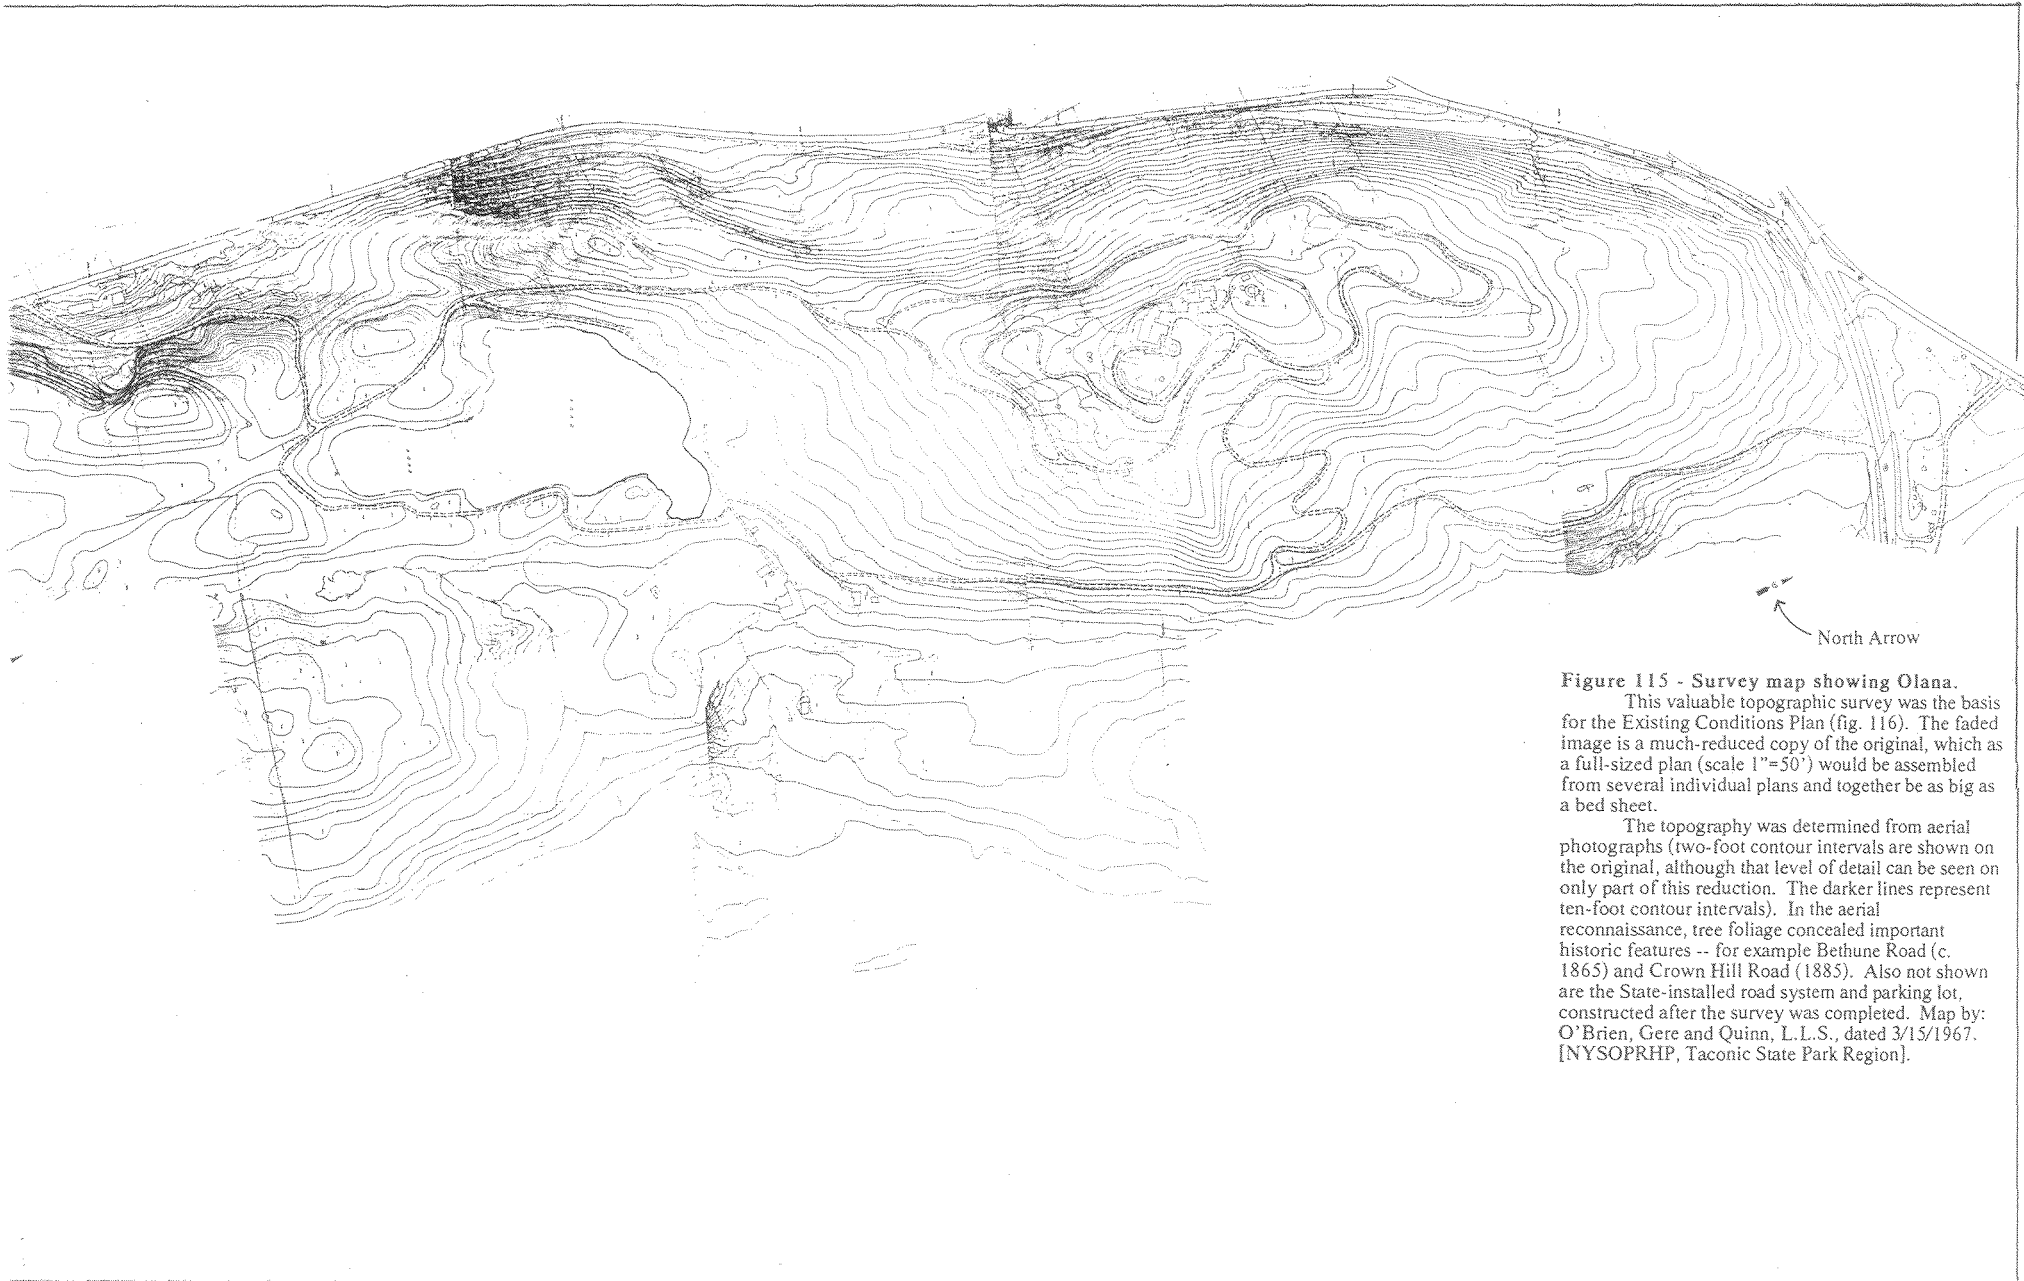 North Arrow
Figure 115 - Survey map showing Olana.
This valuable topographic survey was the basis
for the Existing Conditions Plan (fig. 116). The faded
image is a much-reduced copy of the original, which as
a full-sized plan (scale 1"=50') would be assembled
from several individual plans and together be as big as
a bed sheet.
The topography was determined from aerial
photographs (two-foot contour intervals are shown on
the original, although that level of detail can be seen on
only part of this reduction. The darker lines represent
ten-foot contour intervals). In the aerial
reconnaissance, tree foliage concealed important
historic features -- for example Bethune Road (c.
1865) and Crown Hill Road (1885). Also not shown
are the State-installed road system and parking lot,
constructed after the survey was completed. Map by:
O'Brien, Gere and Quinn, L.L.S., dated 3/15/1967.
[NYSOPRHP, Taconic State Park Region].